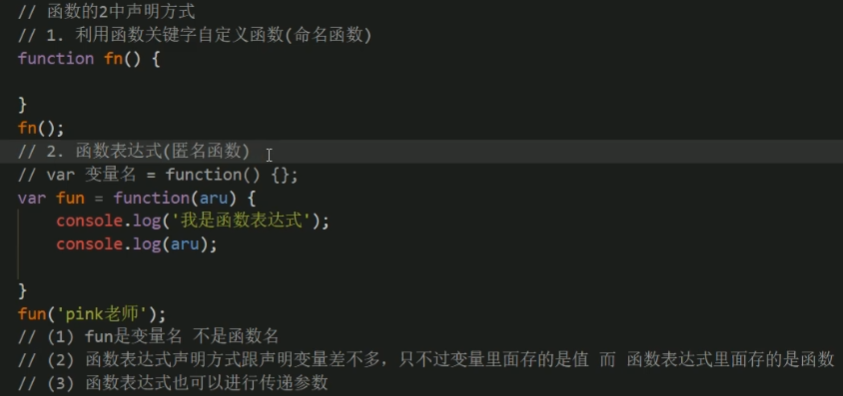 // 函数的2中声明方式
// 1. 利用函数关键字自定义函数(命名函数)
function fn() {
}
fn();
// 2. 函数表达式(匿名函数)
// var 变量名 = function() {};
var fun = function(aru) {
console.log('我是函数表达式');
console.log(aru);
}
fun('pink老师');
// (1) fun是变量名 不是函数名
// (2) 函数表达式声明方式跟声明变量差不多，只不过变量里面存的是值 而 函数表达式里面存的是函数
// (3) 函数表达式也可以进行传递参数